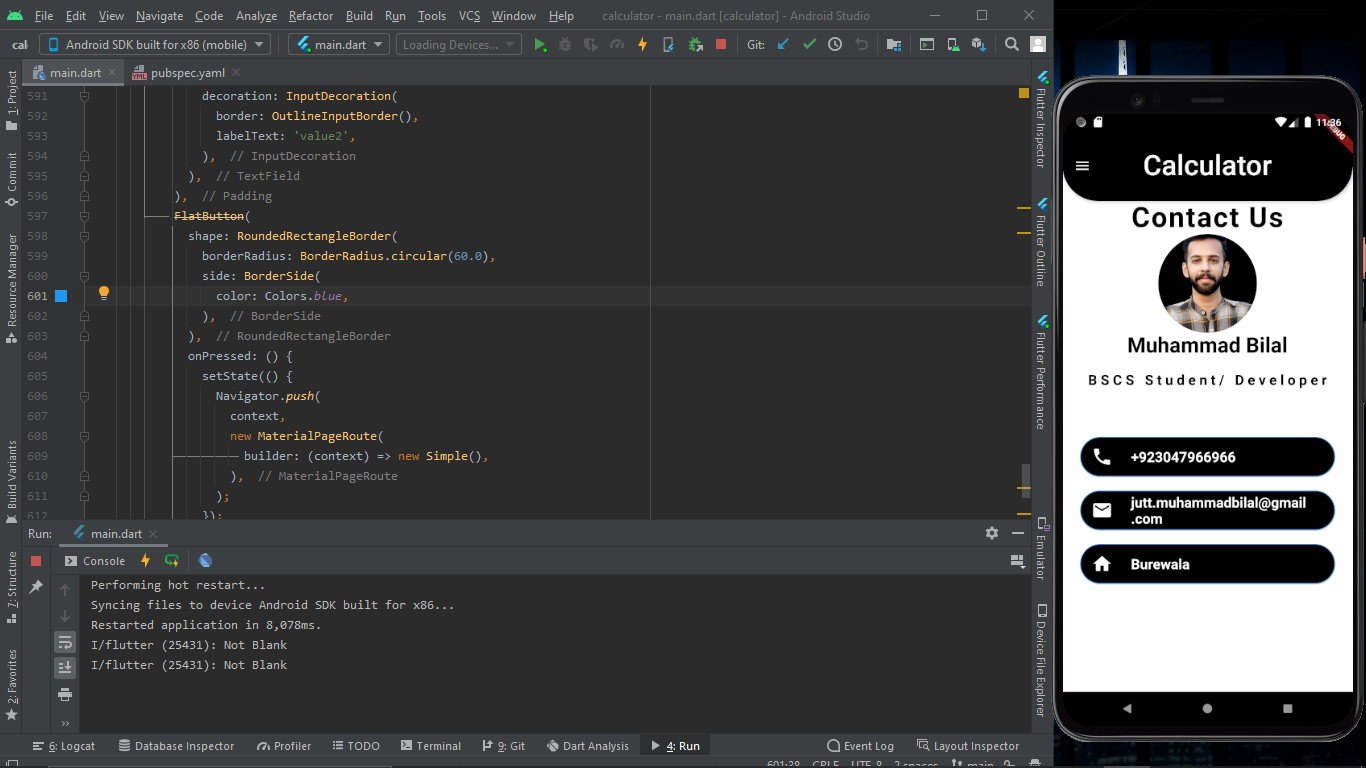 File Edit View Navigate Code Analyze Refactor Build Run Tools VCS Window Help calculator - main.dart [calculator] - Android Studio
cal Android SDK built for x86 (mobile) main.dart Loading Devices... Git:
main.dart pubspec.yaml
1: Project
Commit
Resource Manager
Build Variants
7: Structure
2: Favorites
591 decoration: InputDecoration(
592 border: OutlineInputBorder(),
593 labelText: 'value2',
594 ), // InputDecoration
595 ), // TextField
596 ), // Padding
597 FlatButton(
598 shape: RoundedRectangleBorder(
599 borderRadius: BorderRadius.circular(60.0),
600 side: BorderSide(
601 color: Colors.blue,
602 ), // BorderSide
603 ), // RoundedRectangleBorder
604 onPressed: () {
605 setState(() {
606 Navigator.push(
607 context,
608 new MaterialPageRoute(
609 builder: (context) => new Simple(),
610 ), // MaterialPageRoute
611 );
612 });
Flutter Inspector
Flutter Outline
Flutter Performance
Emulator
Device File Explorer
Run: main.dart
Console
Performing hot restart...
Syncing files to device Android SDK built for x86...
Restarted application in 8,078ms.
I/flutter (25431): Not Blank
I/flutter (25431): Not Blank
6: Logcat Database Inspector Profiler TODO Terminal 9: Git Dart Analysis 4: Run Event Log Layout Inspector
601:38 CRLF UTF-8 2 spaces main
11:36
Calculator
Contact Us
Muhammad Bilal
BSCS Student/ Developer
+923047966966
jutt.muhammadbilal@gmail
.com
Burewala